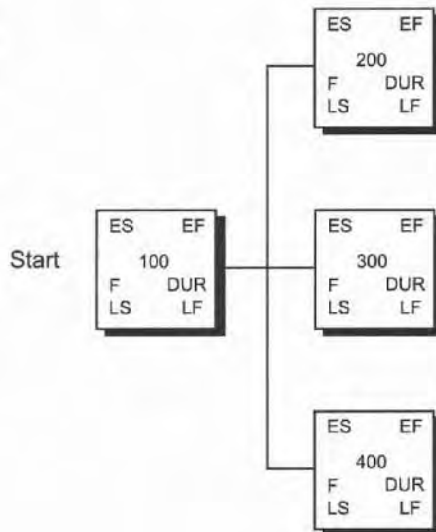 ES EF
200
F DUR
LS LF
Start
ES EF
100
F DUR
LS LF
ES EF
300
F DUR
LS LF
ES EF
400
F DUR
LS LF